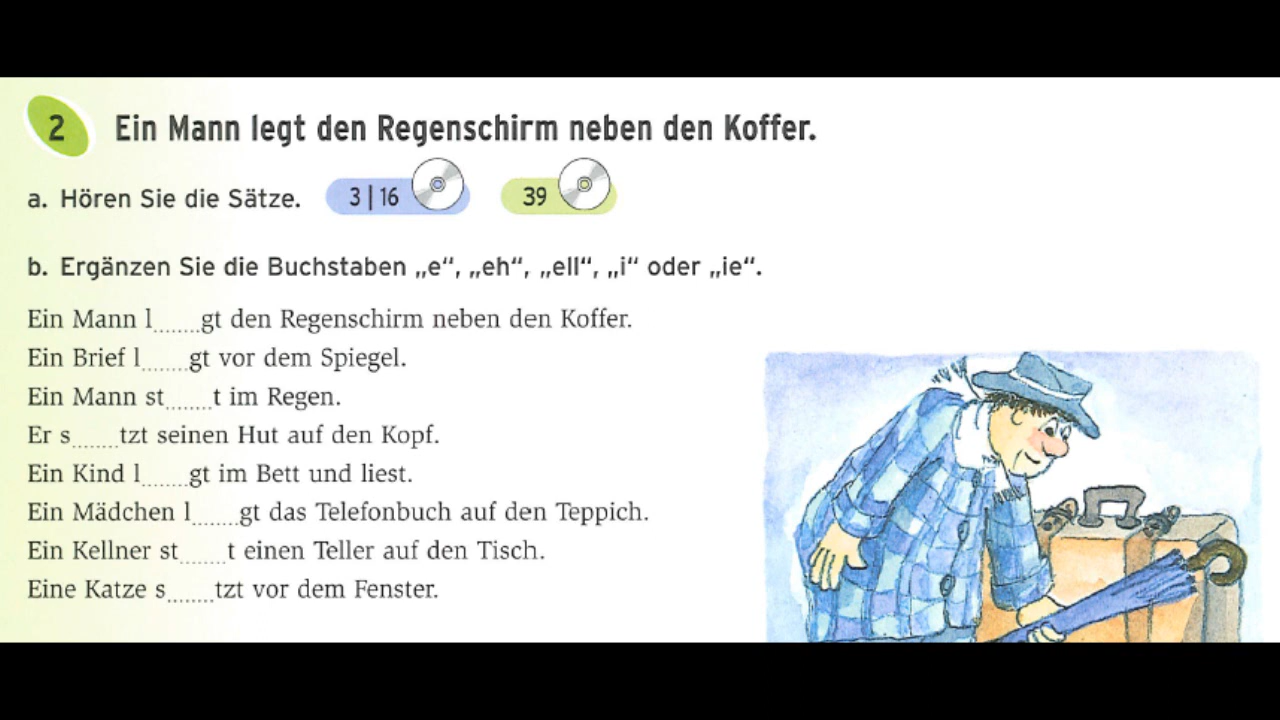 2 Ein Mann legt den Regenschirm neben den Koffer.
a. Hören Sie die Sätze. 3|16 39
b. Ergänzen Sie die Buchstaben „e“, „eh“, „ell“, „i“ oder „ie“.
Ein Mann l.......gt den Regenschirm neben den Koffer.
Ein Brief l.......gt vor dem Spiegel.
Ein Mann st.......t im Regen.
Er s.......tzt seinen Hut auf den Kopf.
Ein Kind l.......gt im Bett und liest.
Ein Mädchen l.......gt das Telefonbuch auf den Teppich.
Ein Kellner st.......t einen Teller auf den Tisch.
Eine Katze s.......tzt vor dem Fenster.